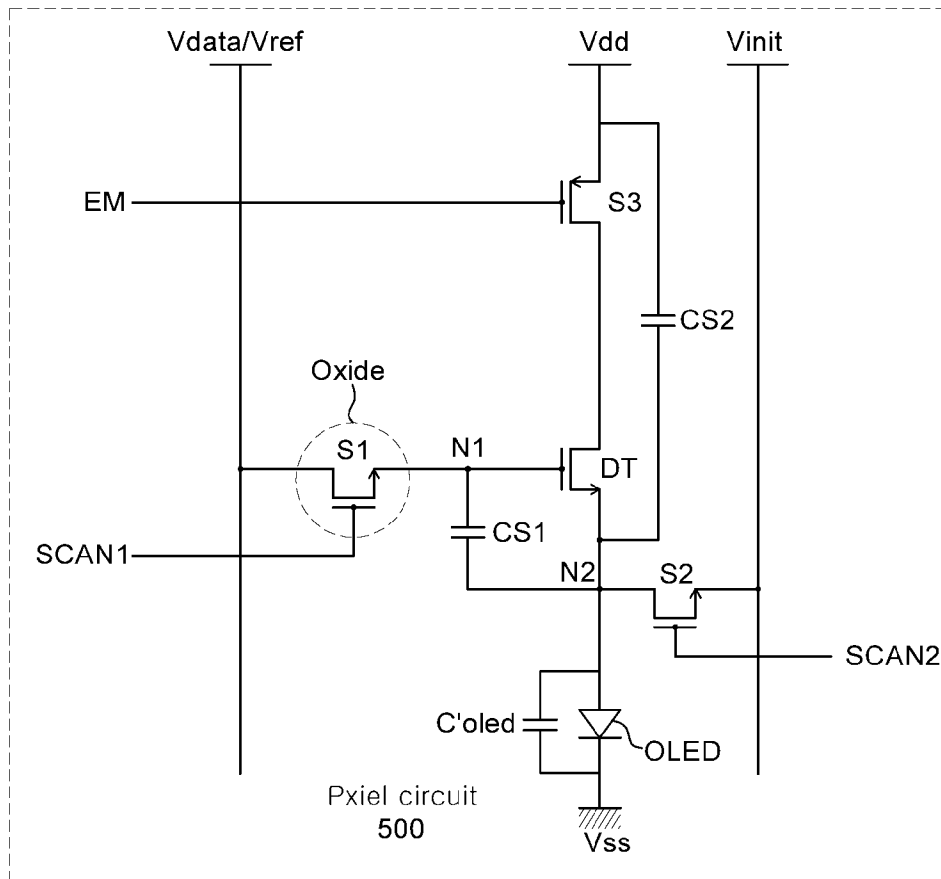 Vdata/Vref
Vdd
Vinit
EM
S3
CS2
Oxide
S1
N1
DT
CS1
SCAN1
N2
S2
SCAN2
C'oled
OLED
Pxiel circuit
500
Vss